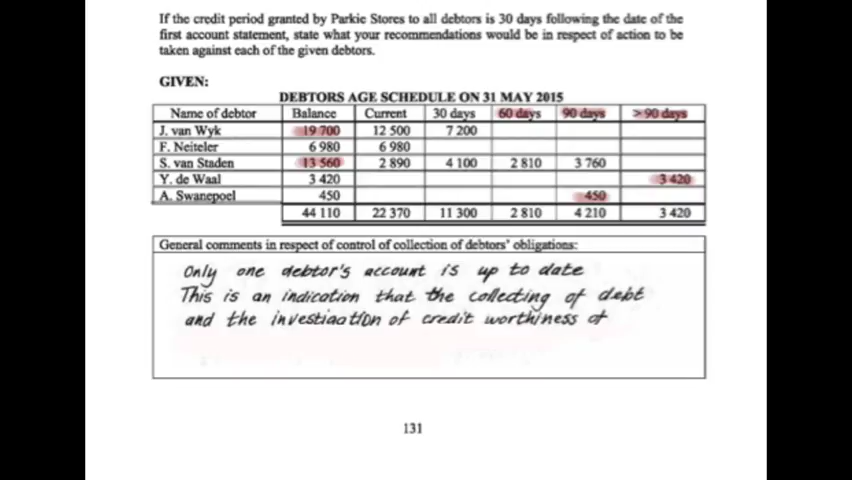 If the credit period granted by Parkie Stores to all debtors is 30 days following the date of the
first account statement, state what your recommendations would be in respect of action to be
taken against each of the given debtors.
GIVEN:
DEBTORS AGE SCHEDULE ON 31 MAY 2015
Name of debtor Balance Current 30 days 60 days 90 days > 90 days
J. van Wyk 19 700 12 500 7 200
F. Neiteler 6 980 6 980
S. van Staden 13 560 2 890 4 100 2 810 3 760
Y. de Waal 3 420 3 420
A. Swanepoel 450 450
44 110 22 370 11 300 2 810 4 210 3 420
General comments in respect of control of collection of debtors' obligations:
Only one debtor's account is up to date
This is an indication that the collecting of debt
and the investigation of credit worthiness of
131